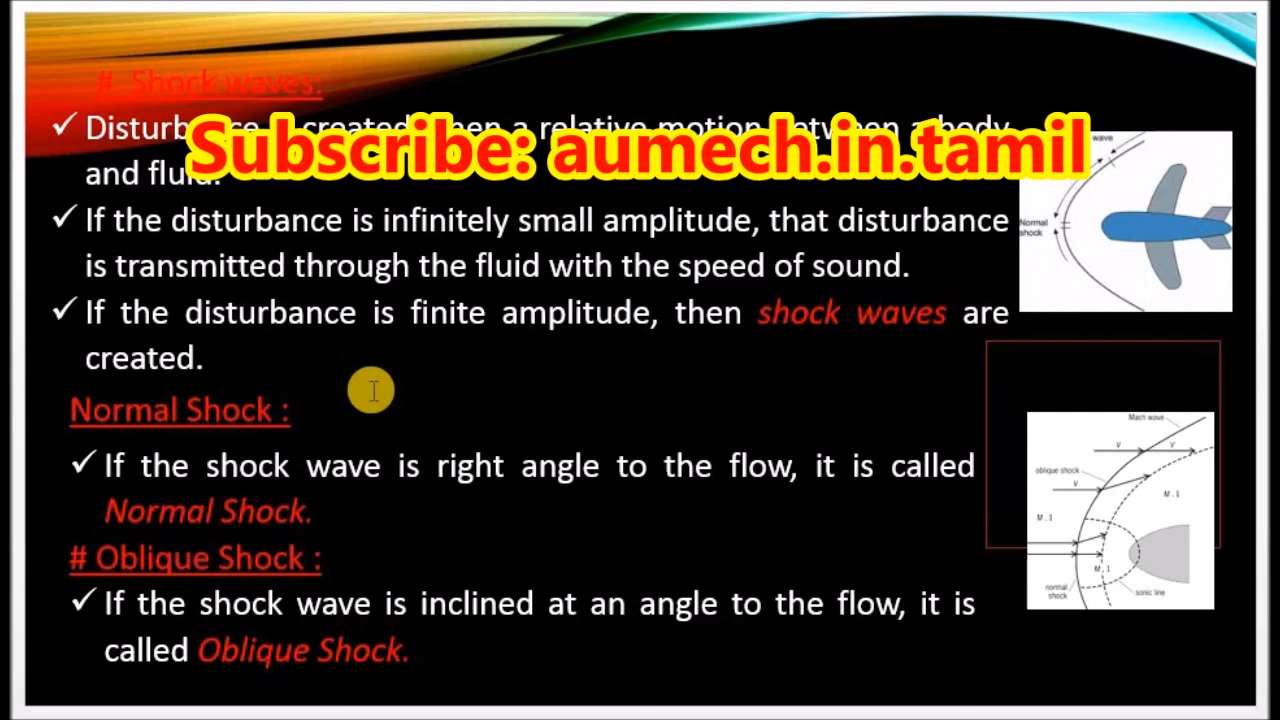 # Shock waves:
Subscribe: aumech.in.tamil
and fluid.
✓ If the disturbance is infinitely small amplitude, that disturbance
is transmitted through the fluid with the speed of sound.
✓ If the disturbance is finite amplitude, then shock waves are
created.
Normal Shock :
✓ If the shock wave is right angle to the flow, it is called
Normal Shock.
# Oblique Shock :
✓ If the shock wave is inclined at an angle to the flow, it is
called Oblique Shock.
wave
Normal
shock
Mach wave
V V
oblique shock
V
M . 1
M . 1
M . 1
normal
shock
sonic line